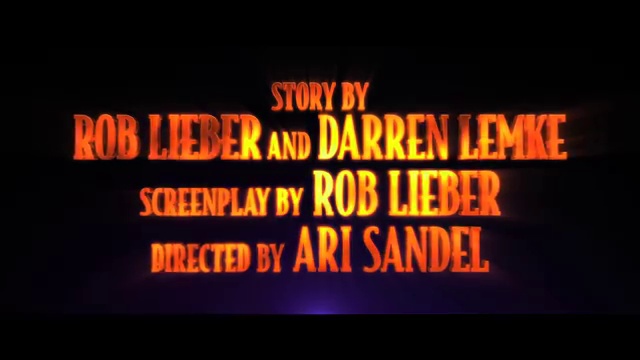 STORY BY
ROB LIEBER AND DARREN LEMKE
SCREENPLAY BY ROB LIEBER
DIRECTED BY ARI SANDEL